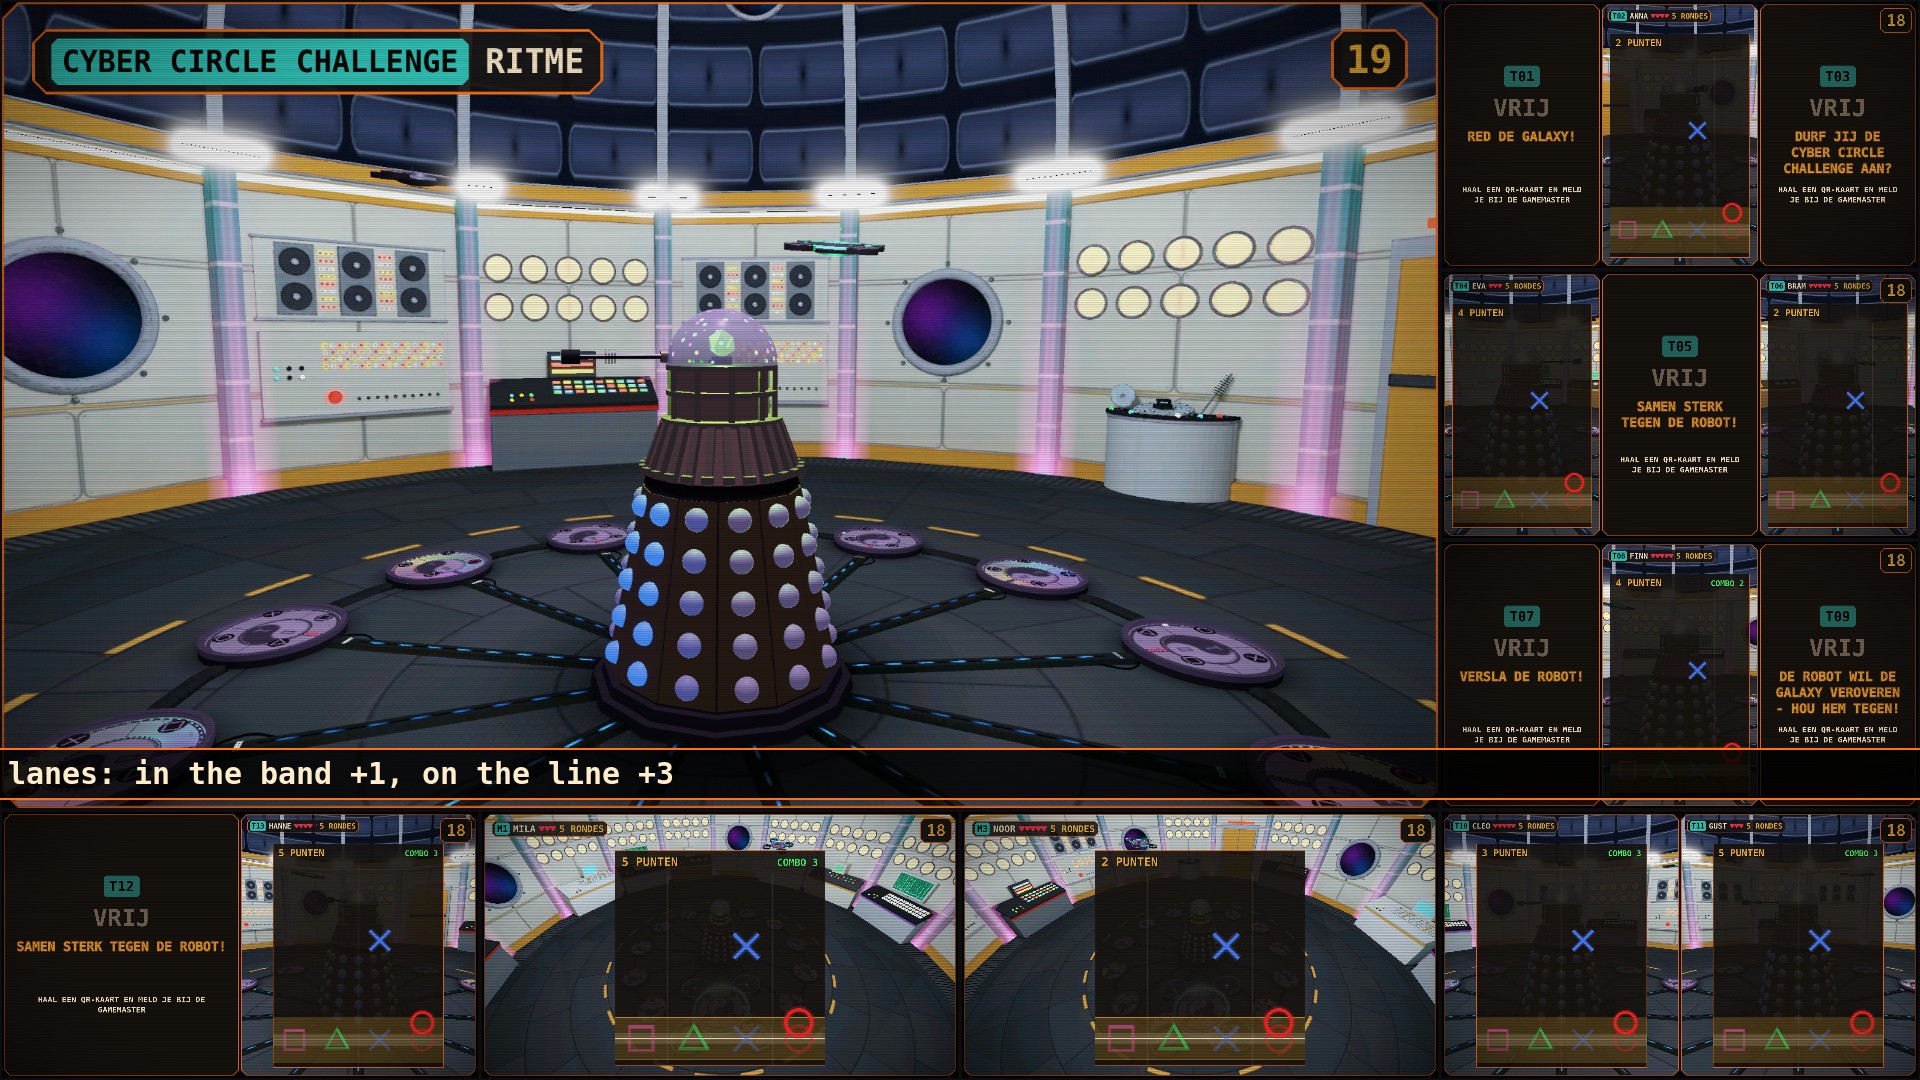 CYBER CIRCLE CHALLENGE RITME
19
T01
VRIJ
RED DE GALAXY!
HAAL EEN QR-KAART EN MELD
JE BIJ DE GAMEMASTER
T02 ANNA 5 RONDES
2 PUNTEN
18
T03
VRIJ
DURF JIJ DE
CYBER CIRCLE
CHALLENGE AAN?
HAAL EEN QR-KAART EN MELD
JE BIJ DE GAMEMASTER
T04 EVA 5 RONDES
4 PUNTEN
T05
VRIJ
SAMEN STERK
TEGEN DE ROBOT!
HAAL EEN QR-KAART EN MELD
JE BIJ DE GAMEMASTER
T06 BRAM 5 RONDES
18
2 PUNTEN
T07
VRIJ
VERSLA DE ROBOT!
HAAL EEN QR-KAART EN MELD
JE BIJ DE GAMEMASTER
T08 FINN 5 RONDES
4 PUNTEN COMBO 2
18
T09
VRIJ
DE ROBOT WIL DE
GALAXY VEROVEREN
- HOU HEM TEGEN!
HAAL EEN QR-KAART EN MELD
JE BIJ DE GAMEMASTER
lanes: in the band +1, on the line +3
T12
VRIJ
SAMEN STERK TEGEN DE ROBOT!
HAAL EEN QR-KAART EN MELD JE BIJ DE
GAMEMASTER
T13 HANNE 5 RONDES
18
5 PUNTEN COMBO 3
M1 MILA 5 RONDES
18
5 PUNTEN COMBO 3
M3 NOOR 5 RONDES
18
2 PUNTEN
T10 CLEO 5 RONDES
3 PUNTEN COMBO 3
T11 GUST 5 RONDES
18
5 PUNTEN COMBO 3